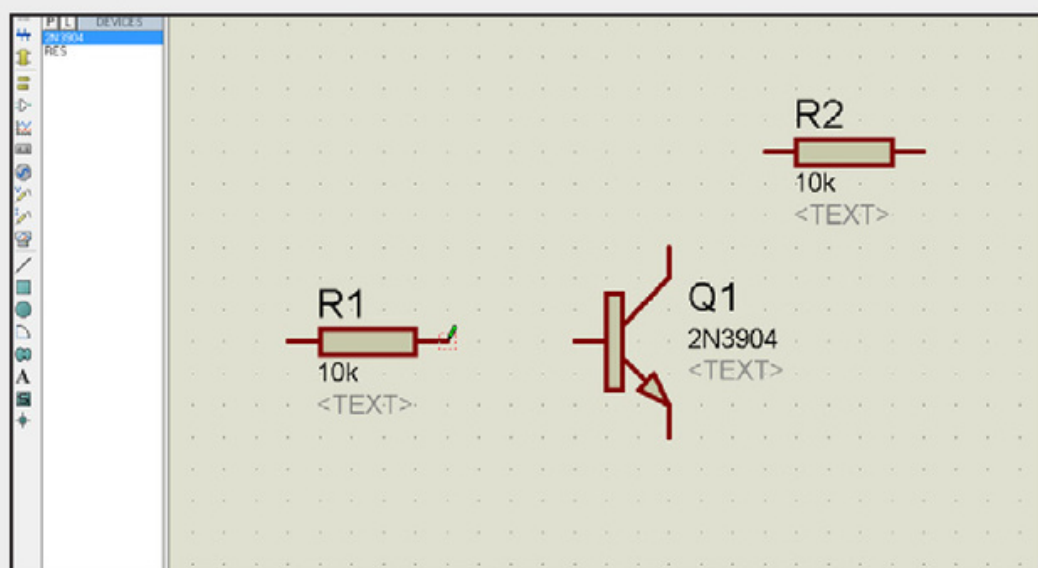 P L DEVICES
2N3904
RES
R2
10k
<TEXT>
R1
10k
<TEXT>
Q1
2N3904
<TEXT>
A
S